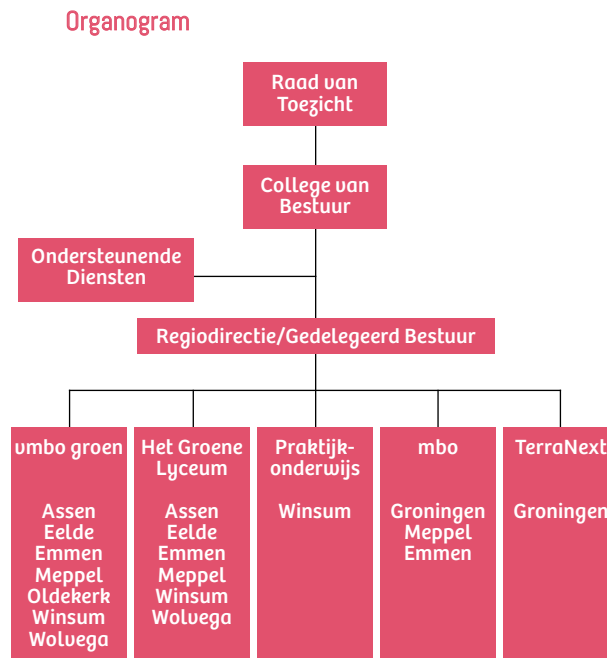 Organogram
Raad van
Toezicht
College van
Bestuur
Ondersteunende
Diensten
Regiodirectie/Gedelegeerd Bestuur
vmbo groen
Assen
Eelde
Emmen
Meppel
Oldekerk
Winsum
Wolvega
Het Groene
Lyceum
Assen
Eelde
Emmen
Meppel
Winsum
Wolvega
Praktijk-
onderwijs
Winsum
mbo
Groningen
Meppel
Emmen
TerraNext
Groningen